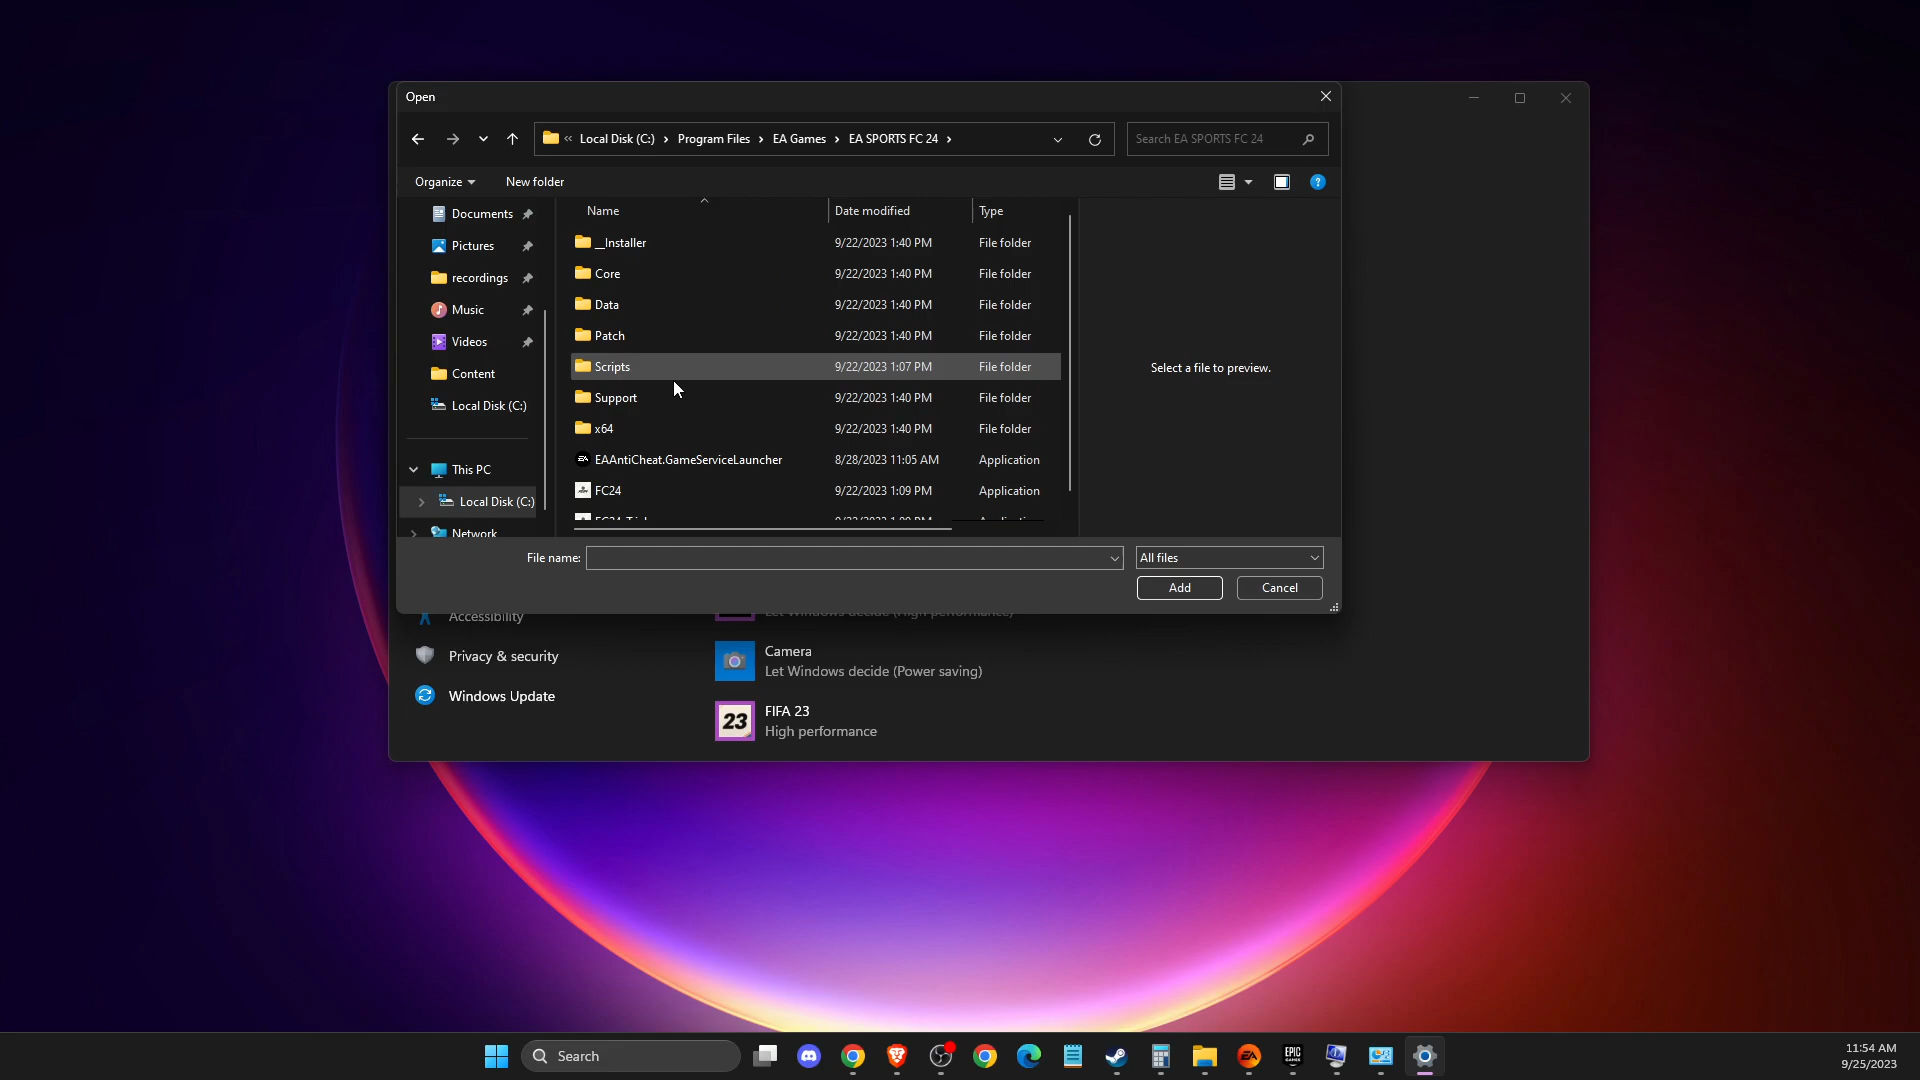 Open
« Local Disk (C:) › Program Files › EA Games › EA SPORTS FC 24 ›
Search EA SPORTS FC 24
Organize
New folder
?
Documents
Pictures
recordings
Music
Videos
Content
Local Disk (C:)
This PC
Local Disk (C:)
Network
Name Date modified Type
__Installer 9/22/2023 1:40 PM File folder
Core 9/22/2023 1:40 PM File folder
Data 9/22/2023 1:40 PM File folder
Patch 9/22/2023 1:40 PM File folder
Scripts 9/22/2023 1:07 PM File folder
Support 9/22/2023 1:40 PM File folder
x64 9/22/2023 1:40 PM File folder
EAAntiCheat.GameServiceLauncher 8/28/2023 11:05 AM Application
FC24 9/22/2023 1:09 PM Application
Select a file to preview.
File name:
All files
Add
Cancel
Accessibility
Privacy & security
Windows Update
Let Windows decide (High performance)
Camera
Let Windows decide (Power saving)
23
FIFA 23
High performance
Search
EA
EPIC
GAMES
11:54 AM
9/25/2023